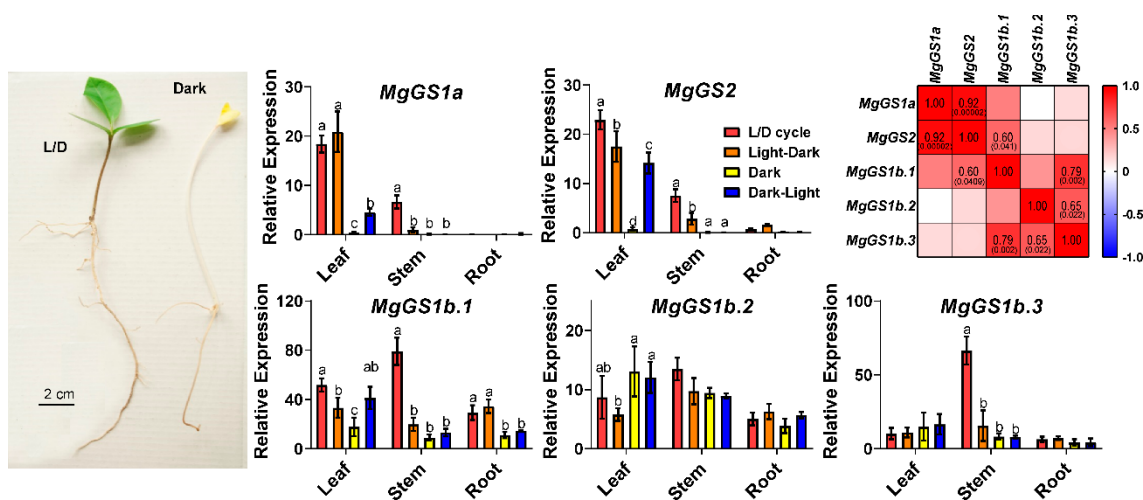 L/D
Dark
2 cm
MgGS1a
Relative Expression
30
20
10
0
a
a
c
b
a
b
b
b
Leaf
Stem
Root
MgGS2
Relative Expression
30
20
10
0
a
b
d
c
a
b
a
a
Leaf
Stem
Root
L/D cycle
Light-Dark
Dark
Dark-Light
MgGS1a
MgGS2
MgGS1b.1
MgGS1b.2
MgGS1b.3
MgGS1a
1.00
0.92
(0.00002)
MgGS2
0.92
(0.00002)
1.00
0.60
(0.041)
MgGS1b.1
0.60
(0.0409)
1.00
0.79
(0.002)
MgGS1b.2
1.00
0.65
(0.022)
MgGS1b.3
0.79
(0.002)
0.65
(0.022)
1.00
1.0
0.5
0
-0.5
-1.0
MgGS1b.1
Relative Expression
120
80
40
0
a
b
c
ab
a
b
b
b
a
a
b
b
Leaf
Stem
Root
MgGS1b.2
Relative Expression
20
10
0
ab
b
a
a
Leaf
Stem
Root
MgGS1b.3
Relative Expression
100
50
0
a
b
b
b
Leaf
Stem
Root